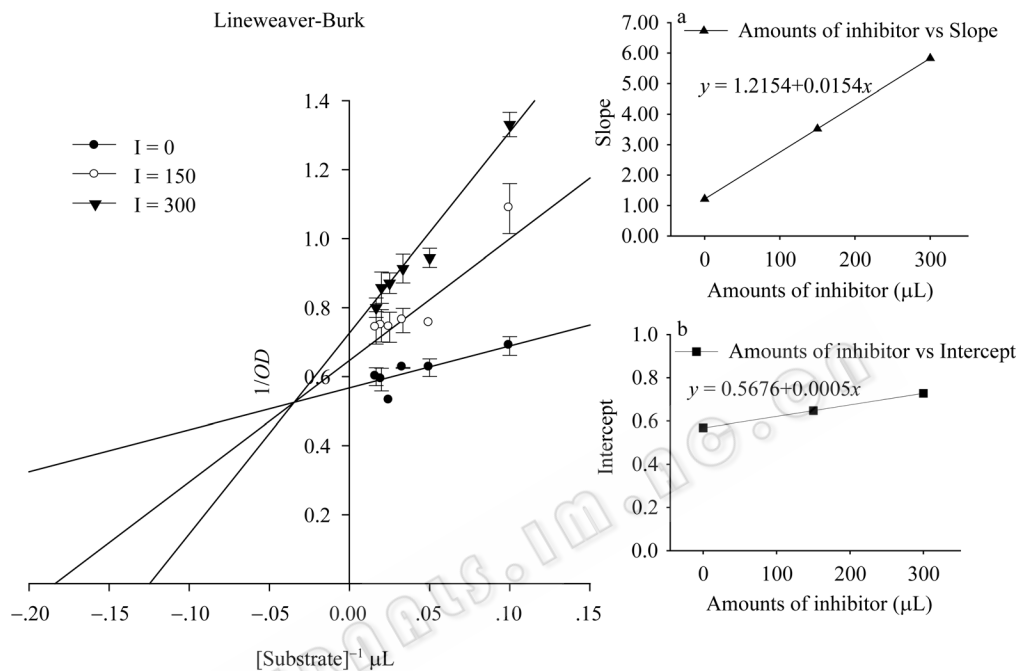 Lineweaver-Burk
I = 0
I = 150
I = 300
1/OD
1.4
1.2
1.0
0.8
0.6
0.4
0.2
–.20 –.15 –.10 –.05 0.00 .05 .10 .15
[Substrate]⁻¹ μL
a
Amounts of inhibitor vs Slope
y = 1.2154+0.0154x
Slope
7.00
6.00
5.00
4.00
3.00
2.00
1.00
0.00
0 100 200 300
Amounts of inhibitor (μL)
b
Amounts of inhibitor vs Intercept
y = 0.5676+0.0005x
Intercept
1.0
0.8
0.6
0.4
0.2
0.0
0 100 200 300
Amounts of inhibitor (μL)